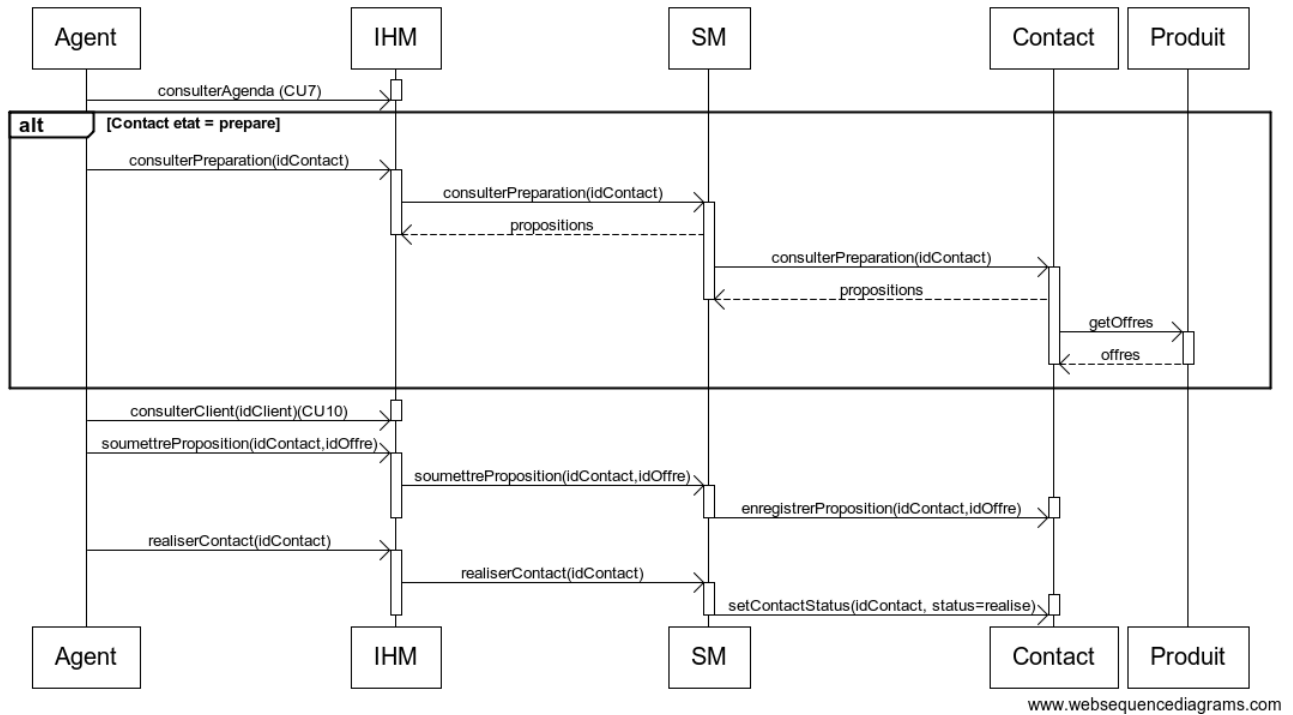 Agent IHM SM Contact Produit
consulterAgenda (CU7)
alt [Contact etat = prepare]
consulterPreparation(idContact)
consulterPreparation(idContact)
propositions
consulterPreparation(idContact)
propositions
getOffres
offres
consulterClient(idClient)(CU10)
soumettreProposition(idContact,idOffre)
soumettreProposition(idContact,idOffre)
enregistrerProposition(idContact,idOffre)
realiserContact(idContact)
realiserContact(idContact)
setContactStatus(idContact, status=realise)
Agent IHM SM Contact Produit
www.websequencediagrams.com